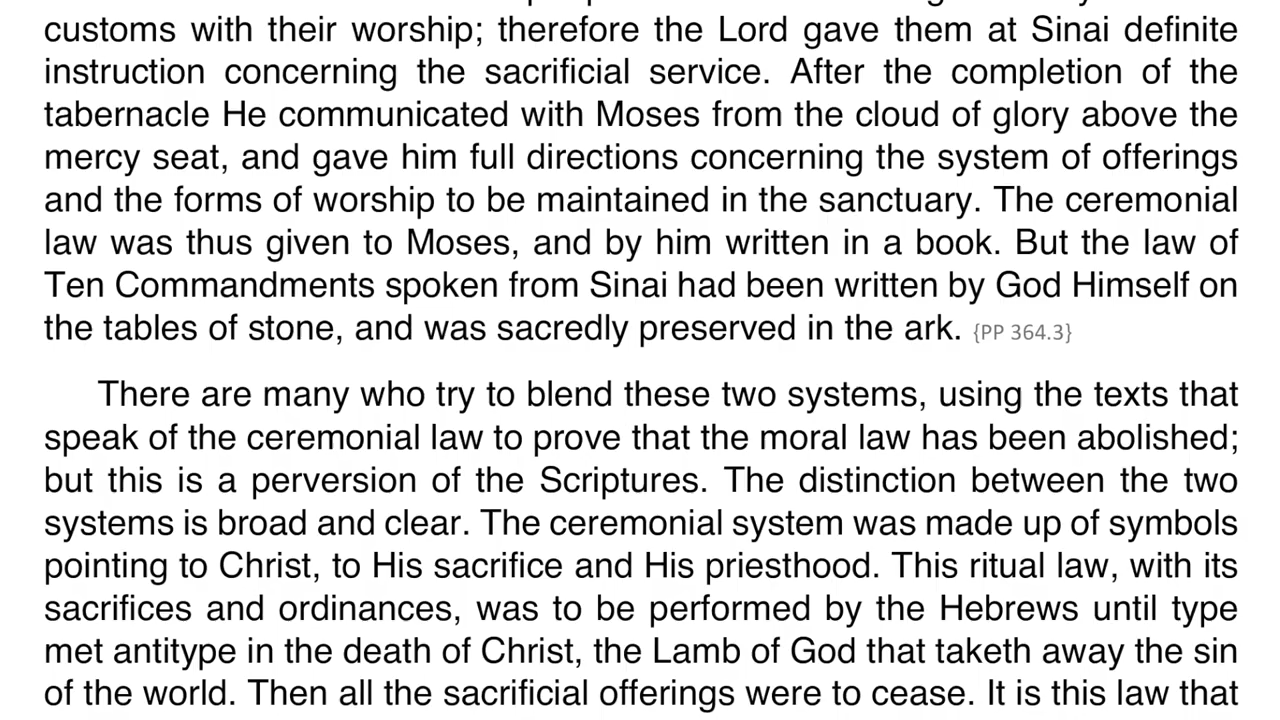 customs with their worship; therefore the Lord gave them at Sinai definite
instruction concerning the sacrificial service. After the completion of the
tabernacle He communicated with Moses from the cloud of glory above the
mercy seat, and gave him full directions concerning the system of offerings
and the forms of worship to be maintained in the sanctuary. The ceremonial
law was thus given to Moses, and by him written in a book. But the law of
Ten Commandments spoken from Sinai had been written by God Himself on
the tables of stone, and was sacredly preserved in the ark. {PP 364.3}
There are many who try to blend these two systems, using the texts that
speak of the ceremonial law to prove that the moral law has been abolished;
but this is a perversion of the Scriptures. The distinction between the two
systems is broad and clear. The ceremonial system was made up of symbols
pointing to Christ, to His sacrifice and His priesthood. This ritual law, with its
sacrifices and ordinances, was to be performed by the Hebrews until type
met antitype in the death of Christ, the Lamb of God that taketh away the sin
of the world. Then all the sacrificial offerings were to cease. It is this law that